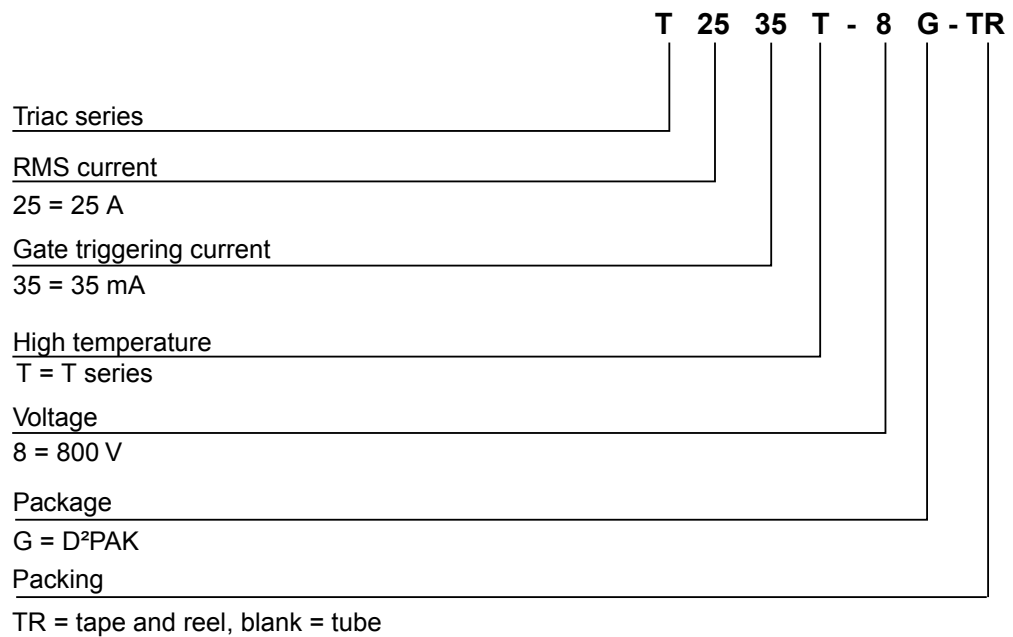 T 25 35 T - 8 G - TR
Triac series
RMS current
25 = 25 A
Gate triggering current
35 = 35 mA
High temperature
T = T series
Voltage
8 = 800 V
Package
G = D²PAK
Packing
TR = tape and reel, blank = tube